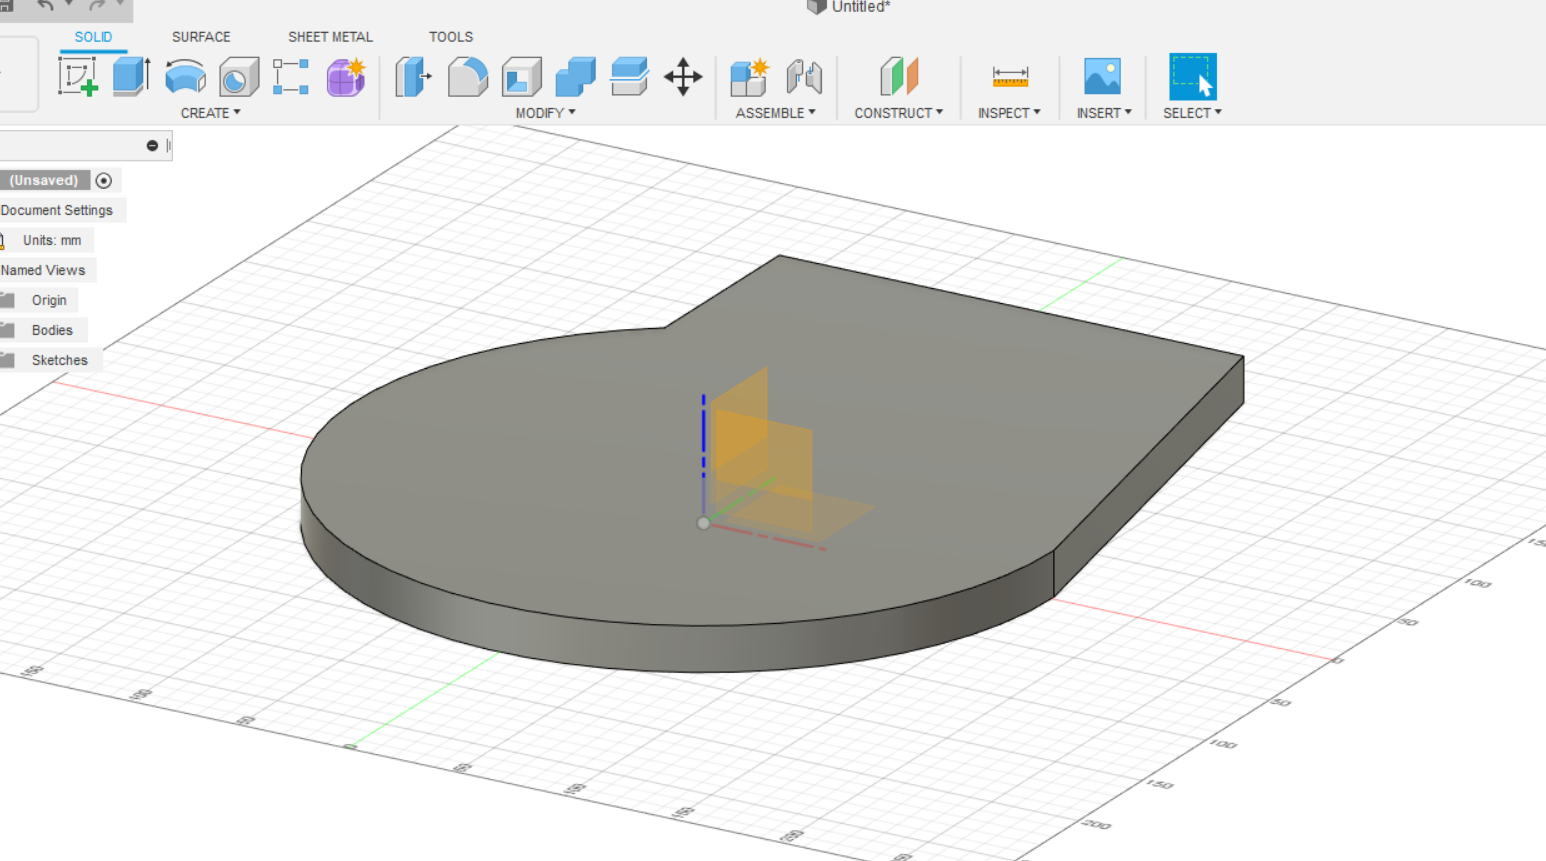 Untitled*
SOLID SURFACE SHEET METAL TOOLS
CREATE MODIFY ASSEMBLE CONSTRUCT INSPECT INSERT SELECT
(Unsaved)
Document Settings
Units: mm
Named Views
Origin
Bodies
Sketches
100
50
0
50
100
150
200
0